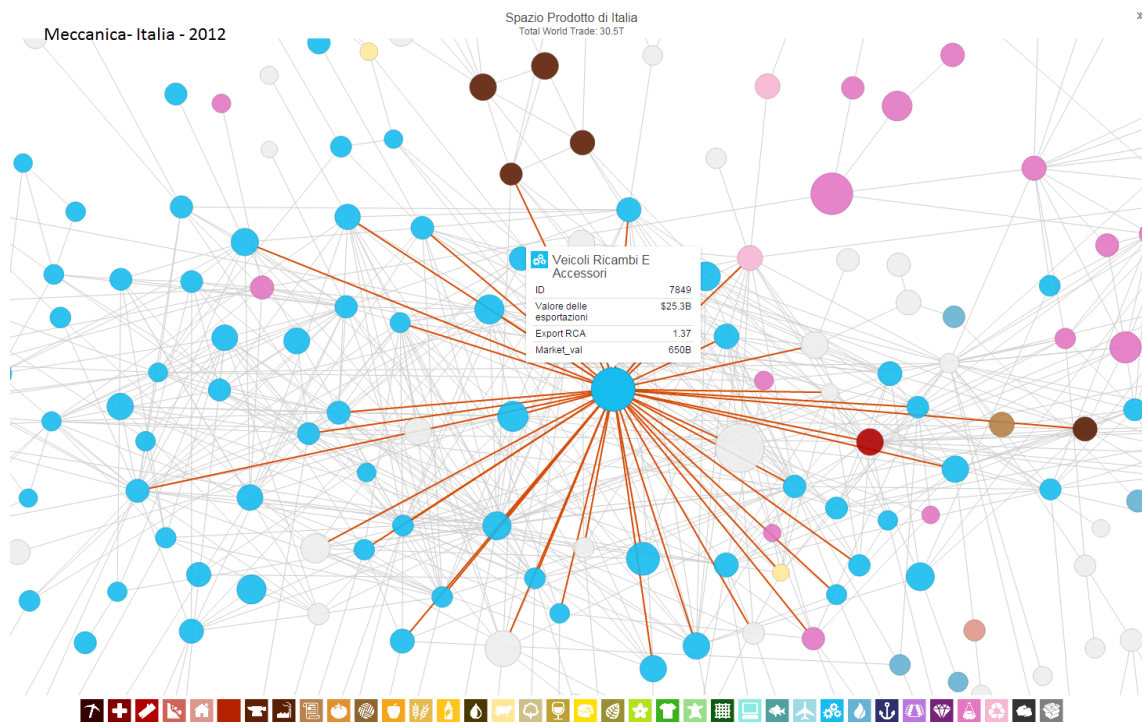 Spazio Prodotto di Italia
Total World Trade: 30.5T
»
Meccanica- Italia - 2012
Veicoli Ricambi E
Accessori
ID 7849
Valore delle esportazioni $25.3B
Export RCA 1.37
Market_val 650B